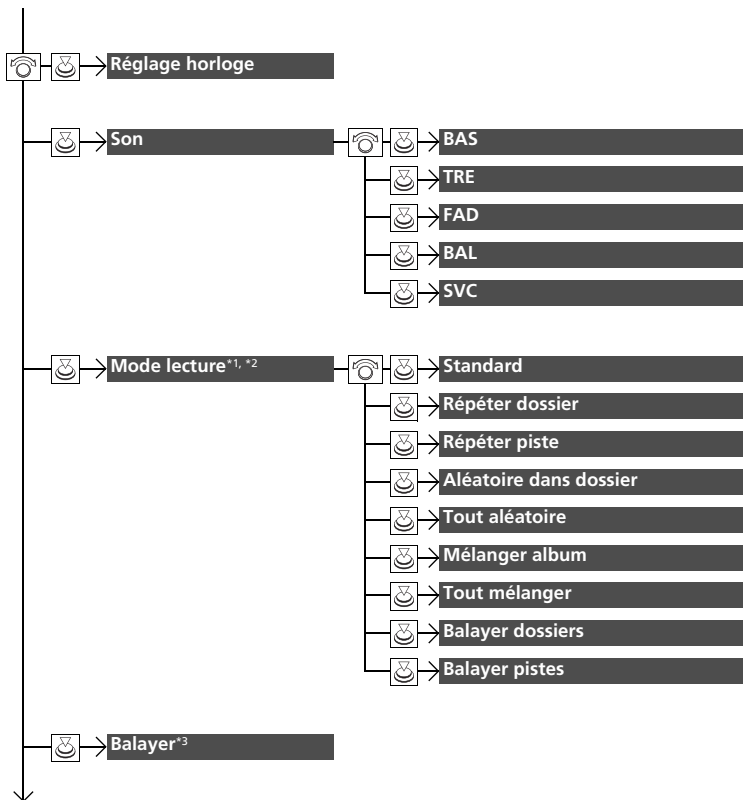 Réglage horloge
Son
BAS
TRE
FAD
BAL
SVC
Mode lecture*1, *2
Standard
Répéter dossier
Répéter piste
Aléatoire dans dossier
Tout aléatoire
Mélanger album
Tout mélanger
Balayer dossiers
Balayer pistes
Balayer*3